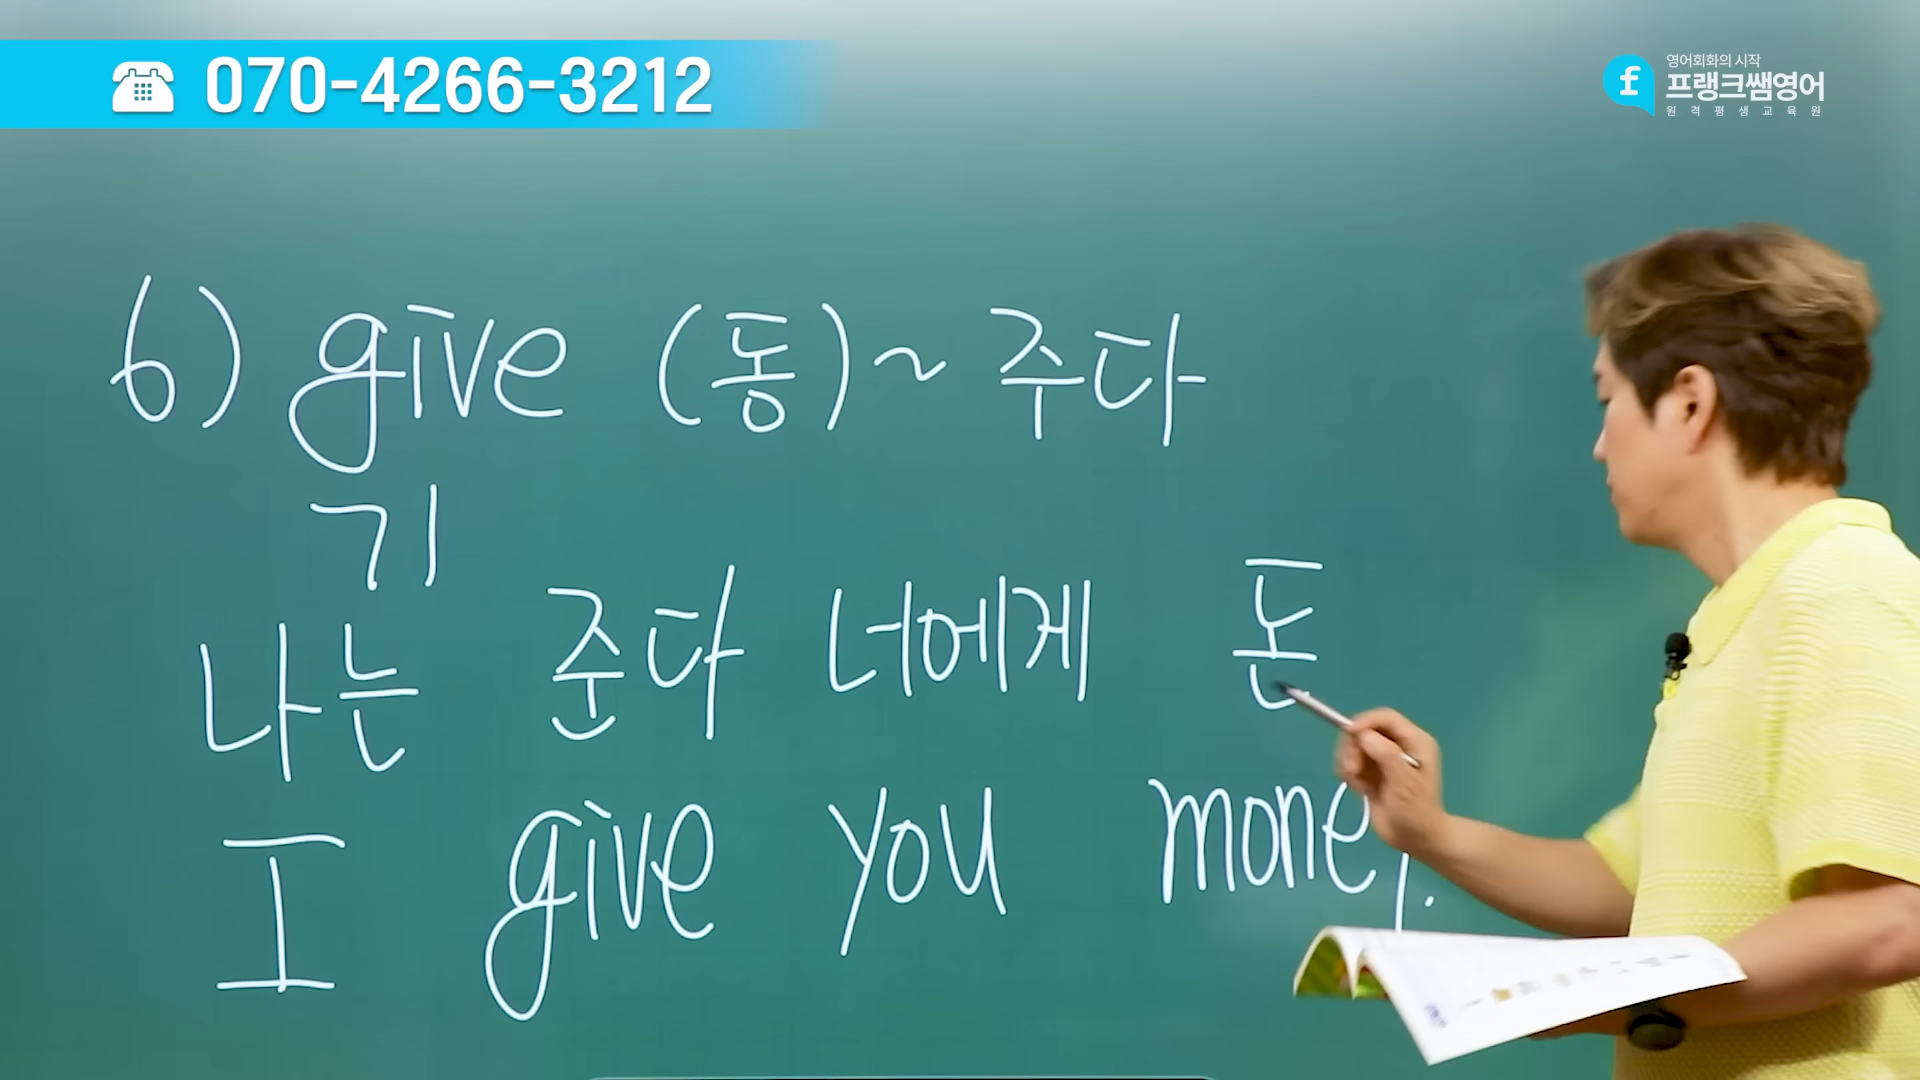 070-4266-3212
영어회화의 시작
프랭크쌤영어
원격평생교육원
6) give (동) ~ 주다
기
나는 준다 너에게 돈
I give you money.